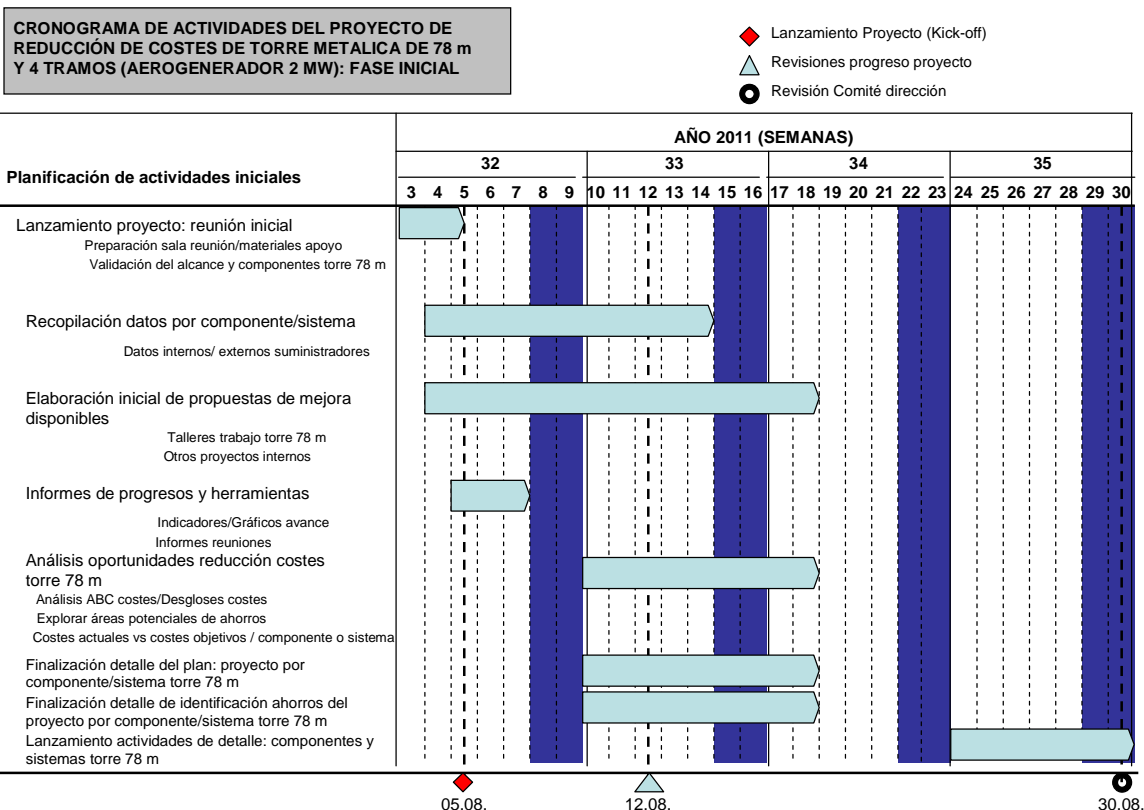 CRONOGRAMA DE ACTIVIDADES DEL PROYECTO DE
REDUCCIÓN DE COSTES DE TORRE METALICA DE 78 m
Y 4 TRAMOS (AEROGENERADOR 2 MW): FASE INICIAL
Lanzamiento Proyecto (Kick-off)
Revisiones progreso proyecto
Revisión Comité dirección
AÑO 2011 (SEMANAS)
Planificación de actividades iniciales
32 33 34 35
3 4 5 6 7 8 9 10 11 12 13 14 15 16 17 18 19 20 21 22 23 24 25 26 27 28 29 30
Lanzamiento proyecto: reunión inicial
Preparación sala reunión/materiales apoyo
Validación del alcance y componentes torre 78 m
Recopilación datos por componente/sistema
Datos internos/ externos suministradores
Elaboración inicial de propuestas de mejora
disponibles
Talleres trabajo torre 78 m
Otros proyectos internos
Informes de progresos y herramientas
Indicadores/Gráficos avance
Informes reuniones
Análisis oportunidades reducción costes
torre 78 m
Análisis ABC costes/Desgloses costes
Explorar áreas potenciales de ahorros
Costes actuales vs costes objetivos / componente o sistema
Finalización detalle del plan: proyecto por
componente/sistema torre 78 m
Finalización detalle de identificación ahorros del
proyecto por componente/sistema torre 78 m
Lanzamiento actividades de detalle: componentes y
sistemas torre 78 m
05.08. 12.08. 30.08.